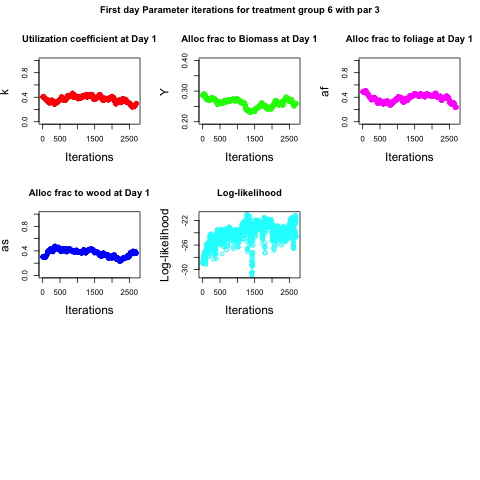 First day Parameter iterations for treatment group 6 with par 3
Utilization coefficient at Day 1
Alloc frac to Biomass at Day 1
Alloc frac to foliage at Day 1
k
0.0 0.4 0.8
0 500 1500 2500
Iterations
Y
0.20 0.30 0.40
0 500 1500 2500
Iterations
af
0.0 0.4 0.8
0 500 1500 2500
Iterations
Alloc frac to wood at Day 1
Log-likelihood
as
0.0 0.4 0.8
0 500 1500 2500
Iterations
Log-likelihood
-30 -26 -22
0 500 1500 2500
Iterations